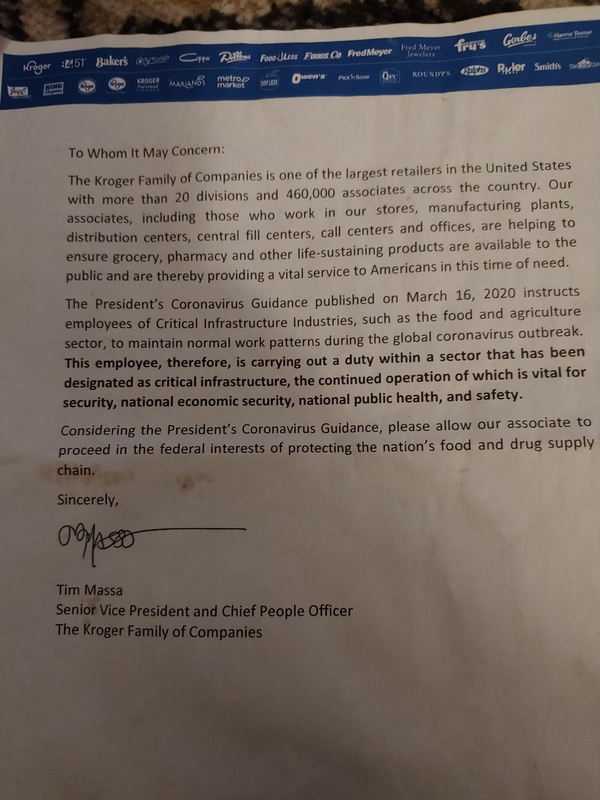 Kroger Baker's Dillons FOOD 4 LESS FOODS CO FredMeyer Fred Meyer Jewelers fry's Gerbes Harris Teeter
KROGER MARIANO'S metro market Owen's Pick'n Save QFC ROUNDY'S Ralphs Ruler Smith's
To Whom It May Concern:
The Kroger Family of Companies is one of the largest retailers in the United States
with more than 20 divisions and 460,000 associates across the country. Our
associates, including those who work in our stores, manufacturing plants,
distribution centers, central fill centers, call centers and offices, are helping to
ensure grocery, pharmacy and other life-sustaining products are available to the
public and are thereby providing a vital service to Americans in this time of need.
The President's Coronavirus Guidance published on March 16, 2020 instructs
employees of Critical Infrastructure Industries, such as the food and agriculture
sector, to maintain normal work patterns during the global coronavirus outbreak.
This employee, therefore, is carrying out a duty within a sector that has been
designated as critical infrastructure, the continued operation of which is vital for
security, national economic security, national public health, and safety.
Considering the President's Coronavirus Guidance, please allow our associate to
proceed in the federal interests of protecting the nation's food and drug supply
chain.
Sincerely,
Tim Massa
Senior Vice President and Chief People Officer
The Kroger Family of Companies